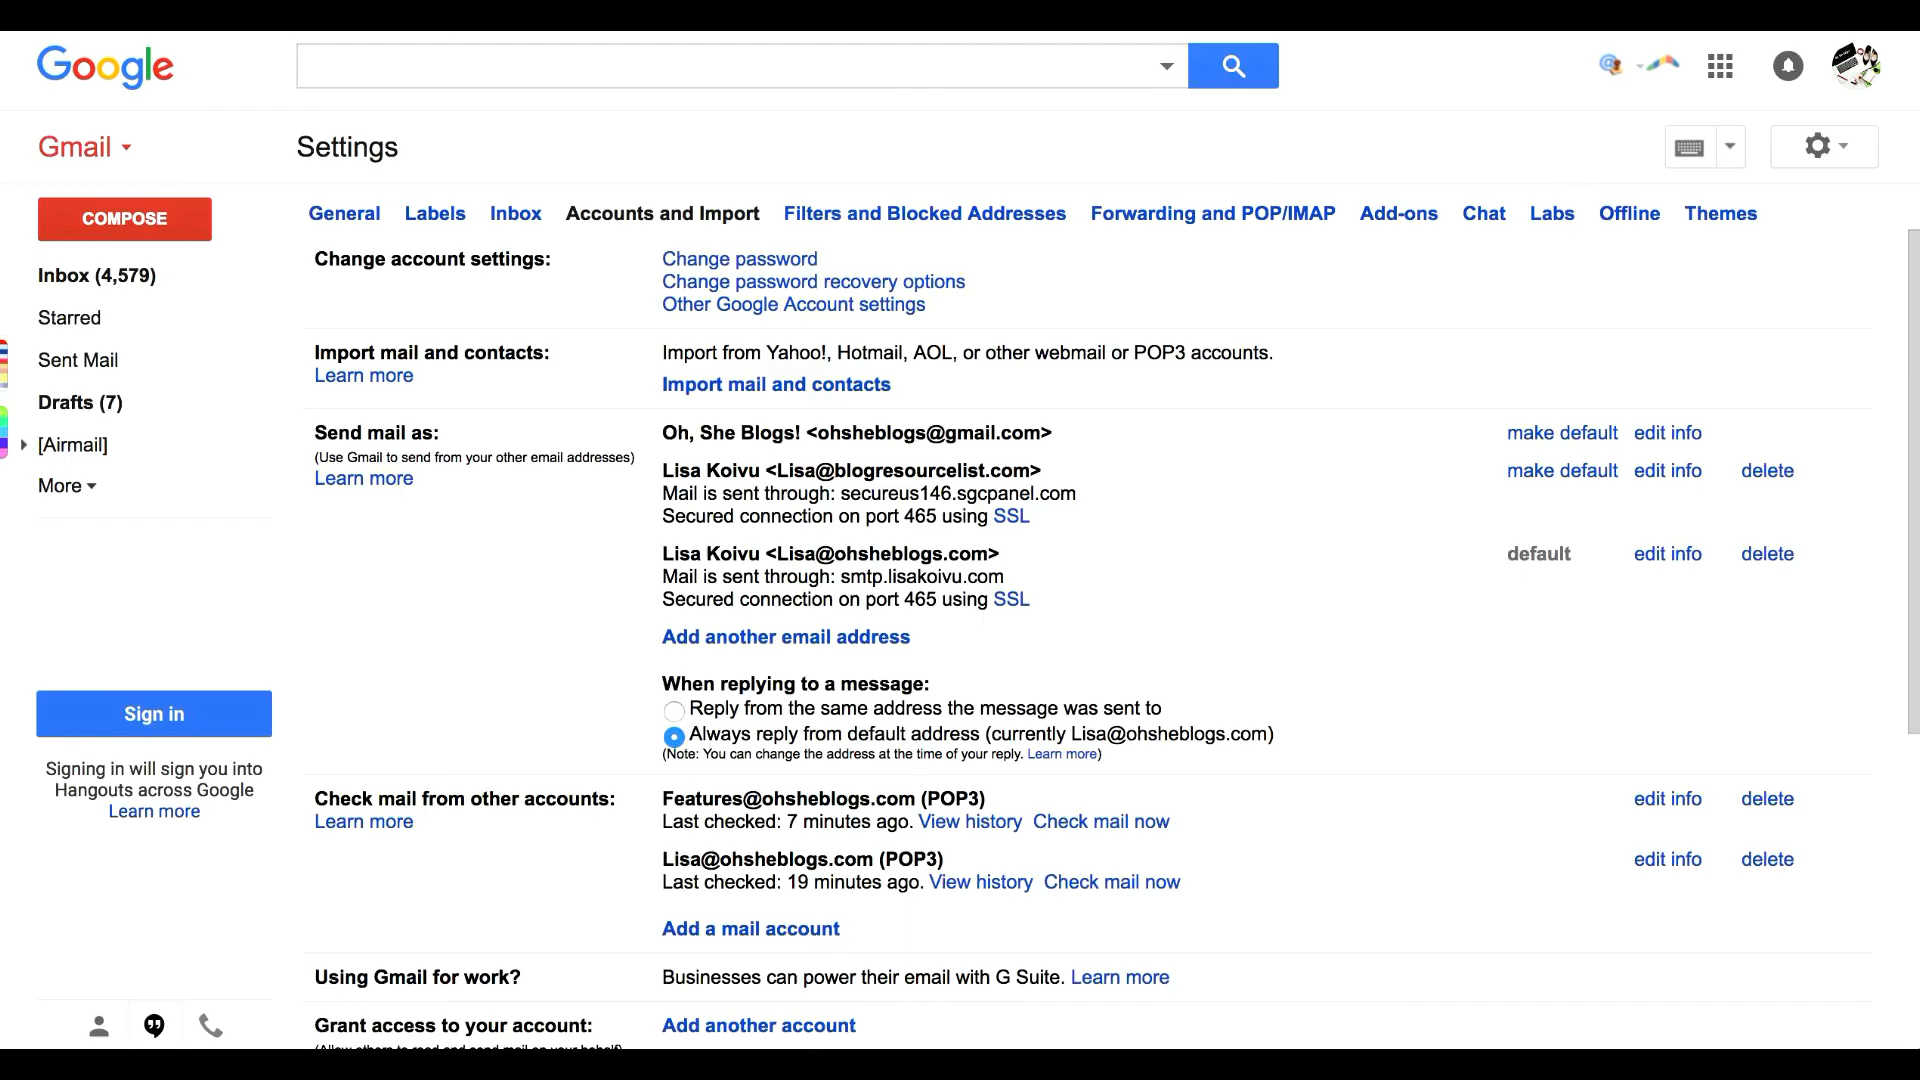 Google
Gmail
Settings
COMPOSE
Inbox (4,579)
Starred
Sent Mail
Drafts (7)
[Airmail]
More
Sign in
Signing in will sign you into
Hangouts across Google
Learn more
General Labels Inbox Accounts and Import Filters and Blocked Addresses Forwarding and POP/IMAP Add-ons Chat Labs Offline Themes
Change account settings: Change password
Change password recovery options
Other Google Account settings
Import mail and contacts: Import from Yahoo!, Hotmail, AOL, or other webmail or POP3 accounts.
Learn more
Import mail and contacts
Send mail as: Oh, She Blogs! <ohsheblogs@gmail.com> make default edit info
(Use Gmail to send from your other email addresses)
Learn more
Lisa Koivu <Lisa@blogresourcelist.com> make default edit info delete
Mail is sent through: secureus146.sgcpanel.com
Secured connection on port 465 using SSL
Lisa Koivu <Lisa@ohsheblogs.com> default edit info delete
Mail is sent through: smtp.lisakoivu.com
Secured connection on port 465 using SSL
Add another email address
When replying to a message:
Reply from the same address the message was sent to
Always reply from default address (currently Lisa@ohsheblogs.com)
(Note: You can change the address at the time of your reply. Learn more)
Check mail from other accounts: Features@ohsheblogs.com (POP3) edit info delete
Learn more
Last checked: 7 minutes ago. View history Check mail now
Lisa@ohsheblogs.com (POP3) edit info delete
Last checked: 19 minutes ago. View history Check mail now
Add a mail account
Using Gmail for work? Businesses can power their email with G Suite. Learn more
Grant access to your account: Add another account
(Allow others to read and send mail on your behalf)